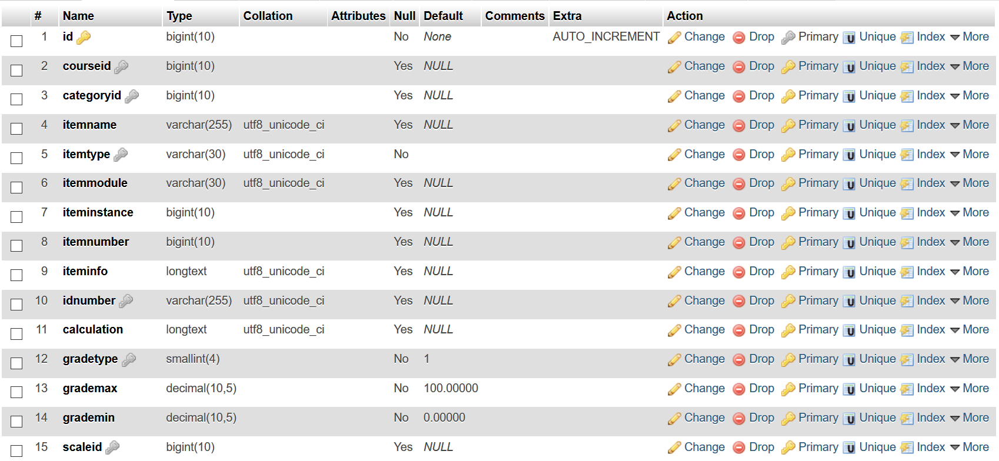 # Name Type Collation Attributes Null Default Comments Extra Action
1 id bigint(10) No None AUTO_INCREMENT Change Drop Primary Unique Index More
2 courseid bigint(10) Yes NULL Change Drop Primary Unique Index More
3 categoryid bigint(10) Yes NULL Change Drop Primary Unique Index More
4 itemname varchar(255) utf8_unicode_ci Yes NULL Change Drop Primary Unique Index More
5 itemtype varchar(30) utf8_unicode_ci No Change Drop Primary Unique Index More
6 itemmodule varchar(30) utf8_unicode_ci Yes NULL Change Drop Primary Unique Index More
7 iteminstance bigint(10) Yes NULL Change Drop Primary Unique Index More
8 itemnumber bigint(10) Yes NULL Change Drop Primary Unique Index More
9 iteminfo longtext utf8_unicode_ci Yes NULL Change Drop Primary Unique Index More
10 idnumber varchar(255) utf8_unicode_ci Yes NULL Change Drop Primary Unique Index More
11 calculation longtext utf8_unicode_ci Yes NULL Change Drop Primary Unique Index More
12 gradetype smallint(4) No 1 Change Drop Primary Unique Index More
13 grademax decimal(10,5) No 100.00000 Change Drop Primary Unique Index More
14 grademin decimal(10,5) No 0.00000 Change Drop Primary Unique Index More
15 scaleid bigint(10) Yes NULL Change Drop Primary Unique Index More